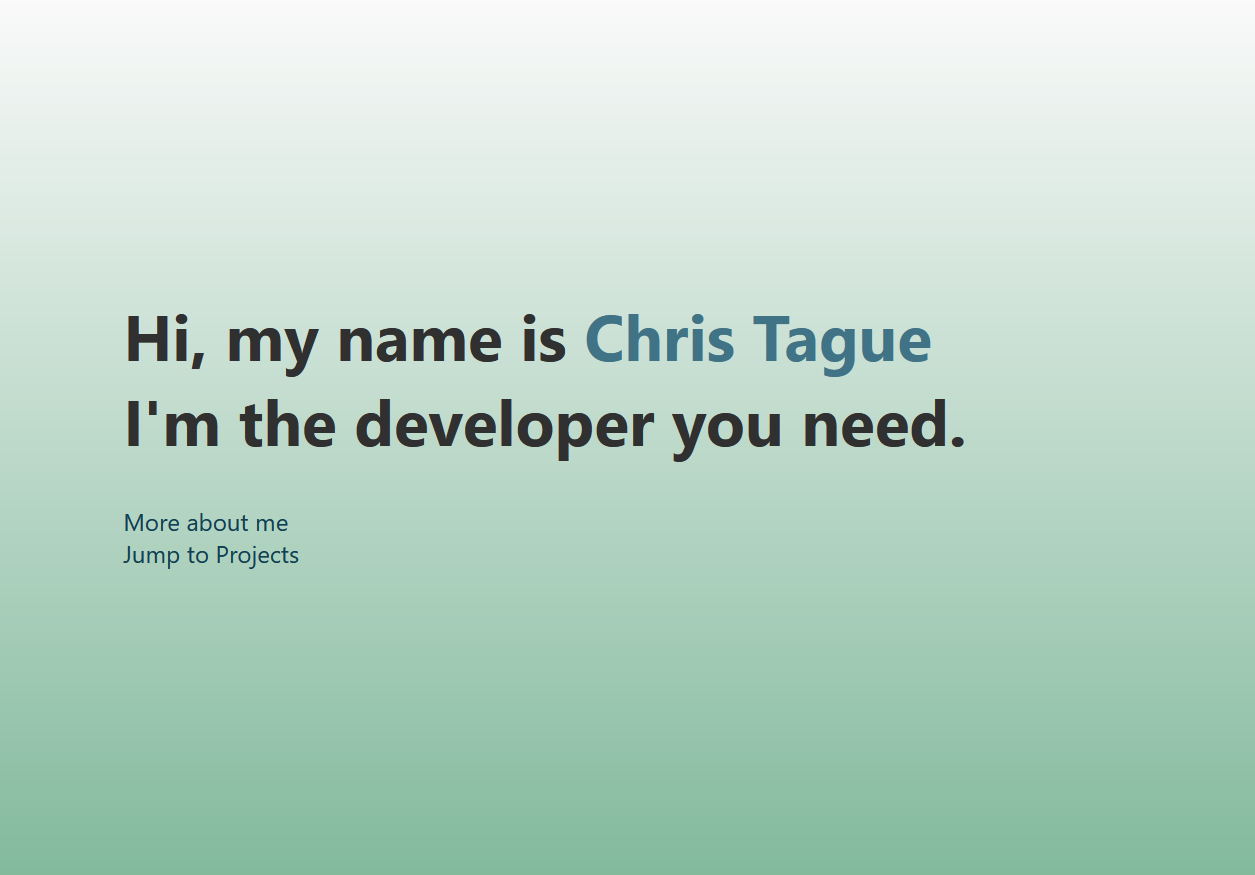 Hi, my name is Chris Tague
I'm the developer you need.
More about me
Jump to Projects